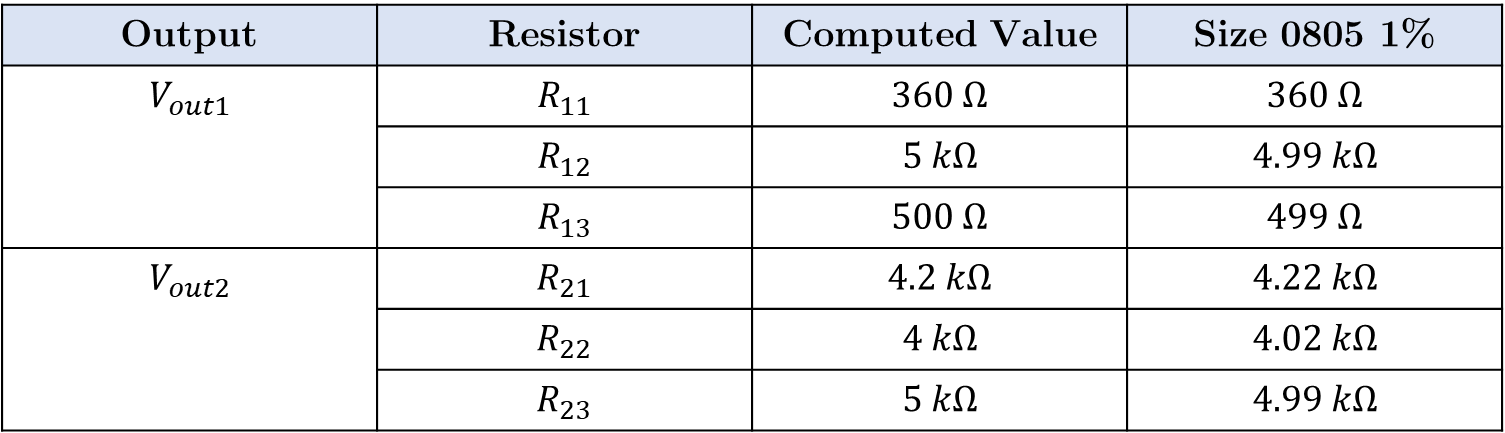 Output Resistor Computed Value Size 0805 1%
V_out1 R_11 360 Ω 360 Ω
R_12 5 kΩ 4.99 kΩ
R_13 500 Ω 499 Ω
V_out2 R_21 4.2 kΩ 4.22 kΩ
R_22 4 kΩ 4.02 kΩ
R_23 5 kΩ 4.99 kΩ